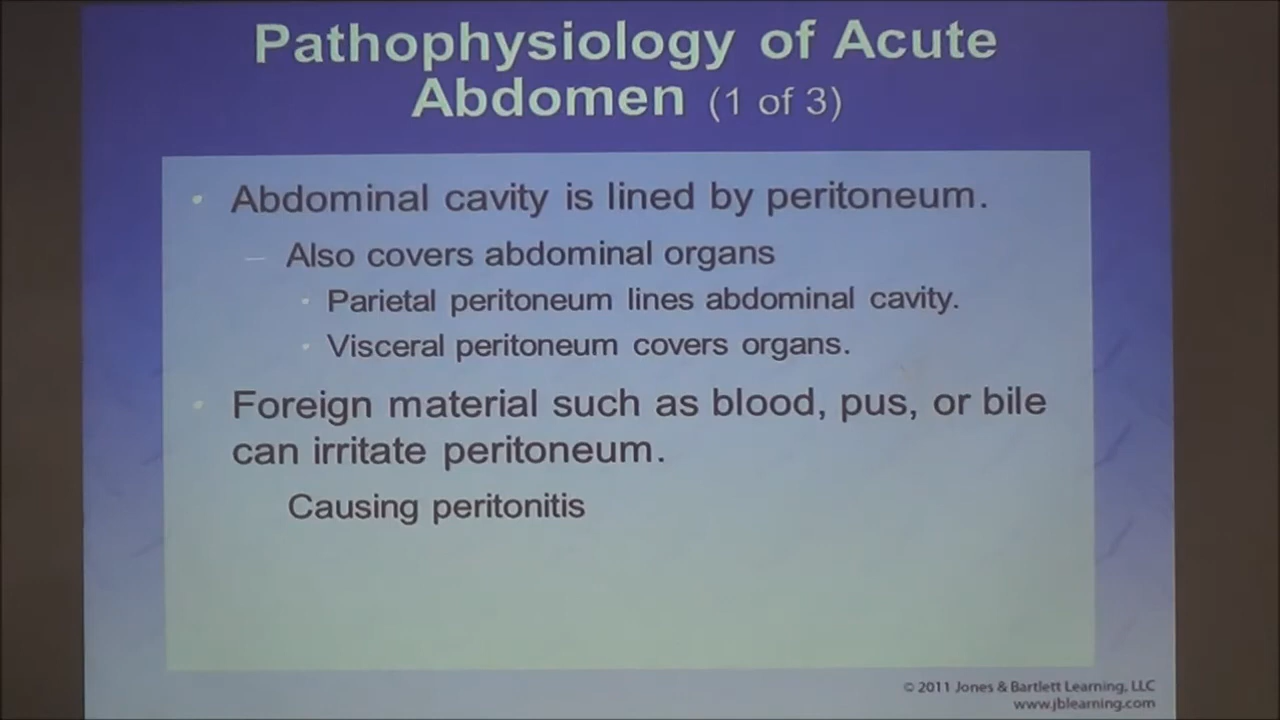 Pathophysiology of Acute
Abdomen (1 of 3)
• Abdominal cavity is lined by peritoneum.
– Also covers abdominal organs
• Parietal peritoneum lines abdominal cavity.
• Visceral peritoneum covers organs.
• Foreign material such as blood, pus, or bile
can irritate peritoneum.
Causing peritonitis
© 2011 Jones & Bartlett Learning, LLC
www.jblearning.com